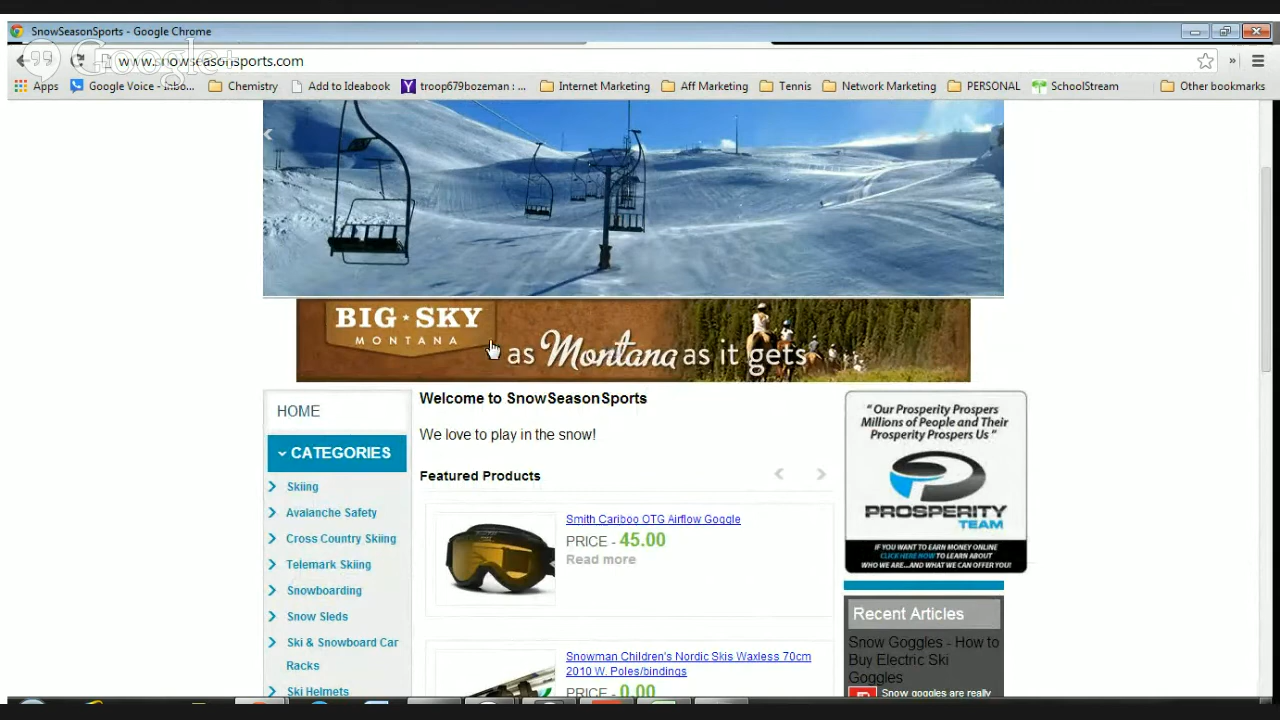 SnowSeasonSports - Google Chrome
Google+
www.snowseasonsports.com
Apps
Google Voice - Inbo...
Chemistry
Add to Ideabook
troop679bozeman : ...
Internet Marketing
Aff Marketing
Tennis
Network Marketing
PERSONAL
SchoolStream
Other bookmarks
BIG SKY
MONTANA
as Montana as it gets
HOME
CATEGORIES
Skiing
Avalanche Safety
Cross Country Skiing
Telemark Skiing
Snowboarding
Snow Sleds
Ski & Snowboard Car
Racks
Ski Helmets
Welcome to SnowSeasonSports
We love to play in the snow!
Featured Products
Smith Cariboo OTG Airflow Goggle
PRICE - 45.00
Read more
Snowman Children's Nordic Skis Waxless 70cm
2010 W. Poles/bindings
PRICE - 0.00
“ Our Prosperity Prospers
Millions of People and Their
Prosperity Prospers Us ”
PROSPERITY
TEAM
IF YOU WANT TO EARN MONEY ONLINE
CLICK HERE NOW TO LEARN ABOUT
WHO WE ARE...AND WHAT WE CAN OFFER YOU!
Recent Articles
Snow Goggles - How to
Buy Electric Ski
Goggles
Snow goggles are really